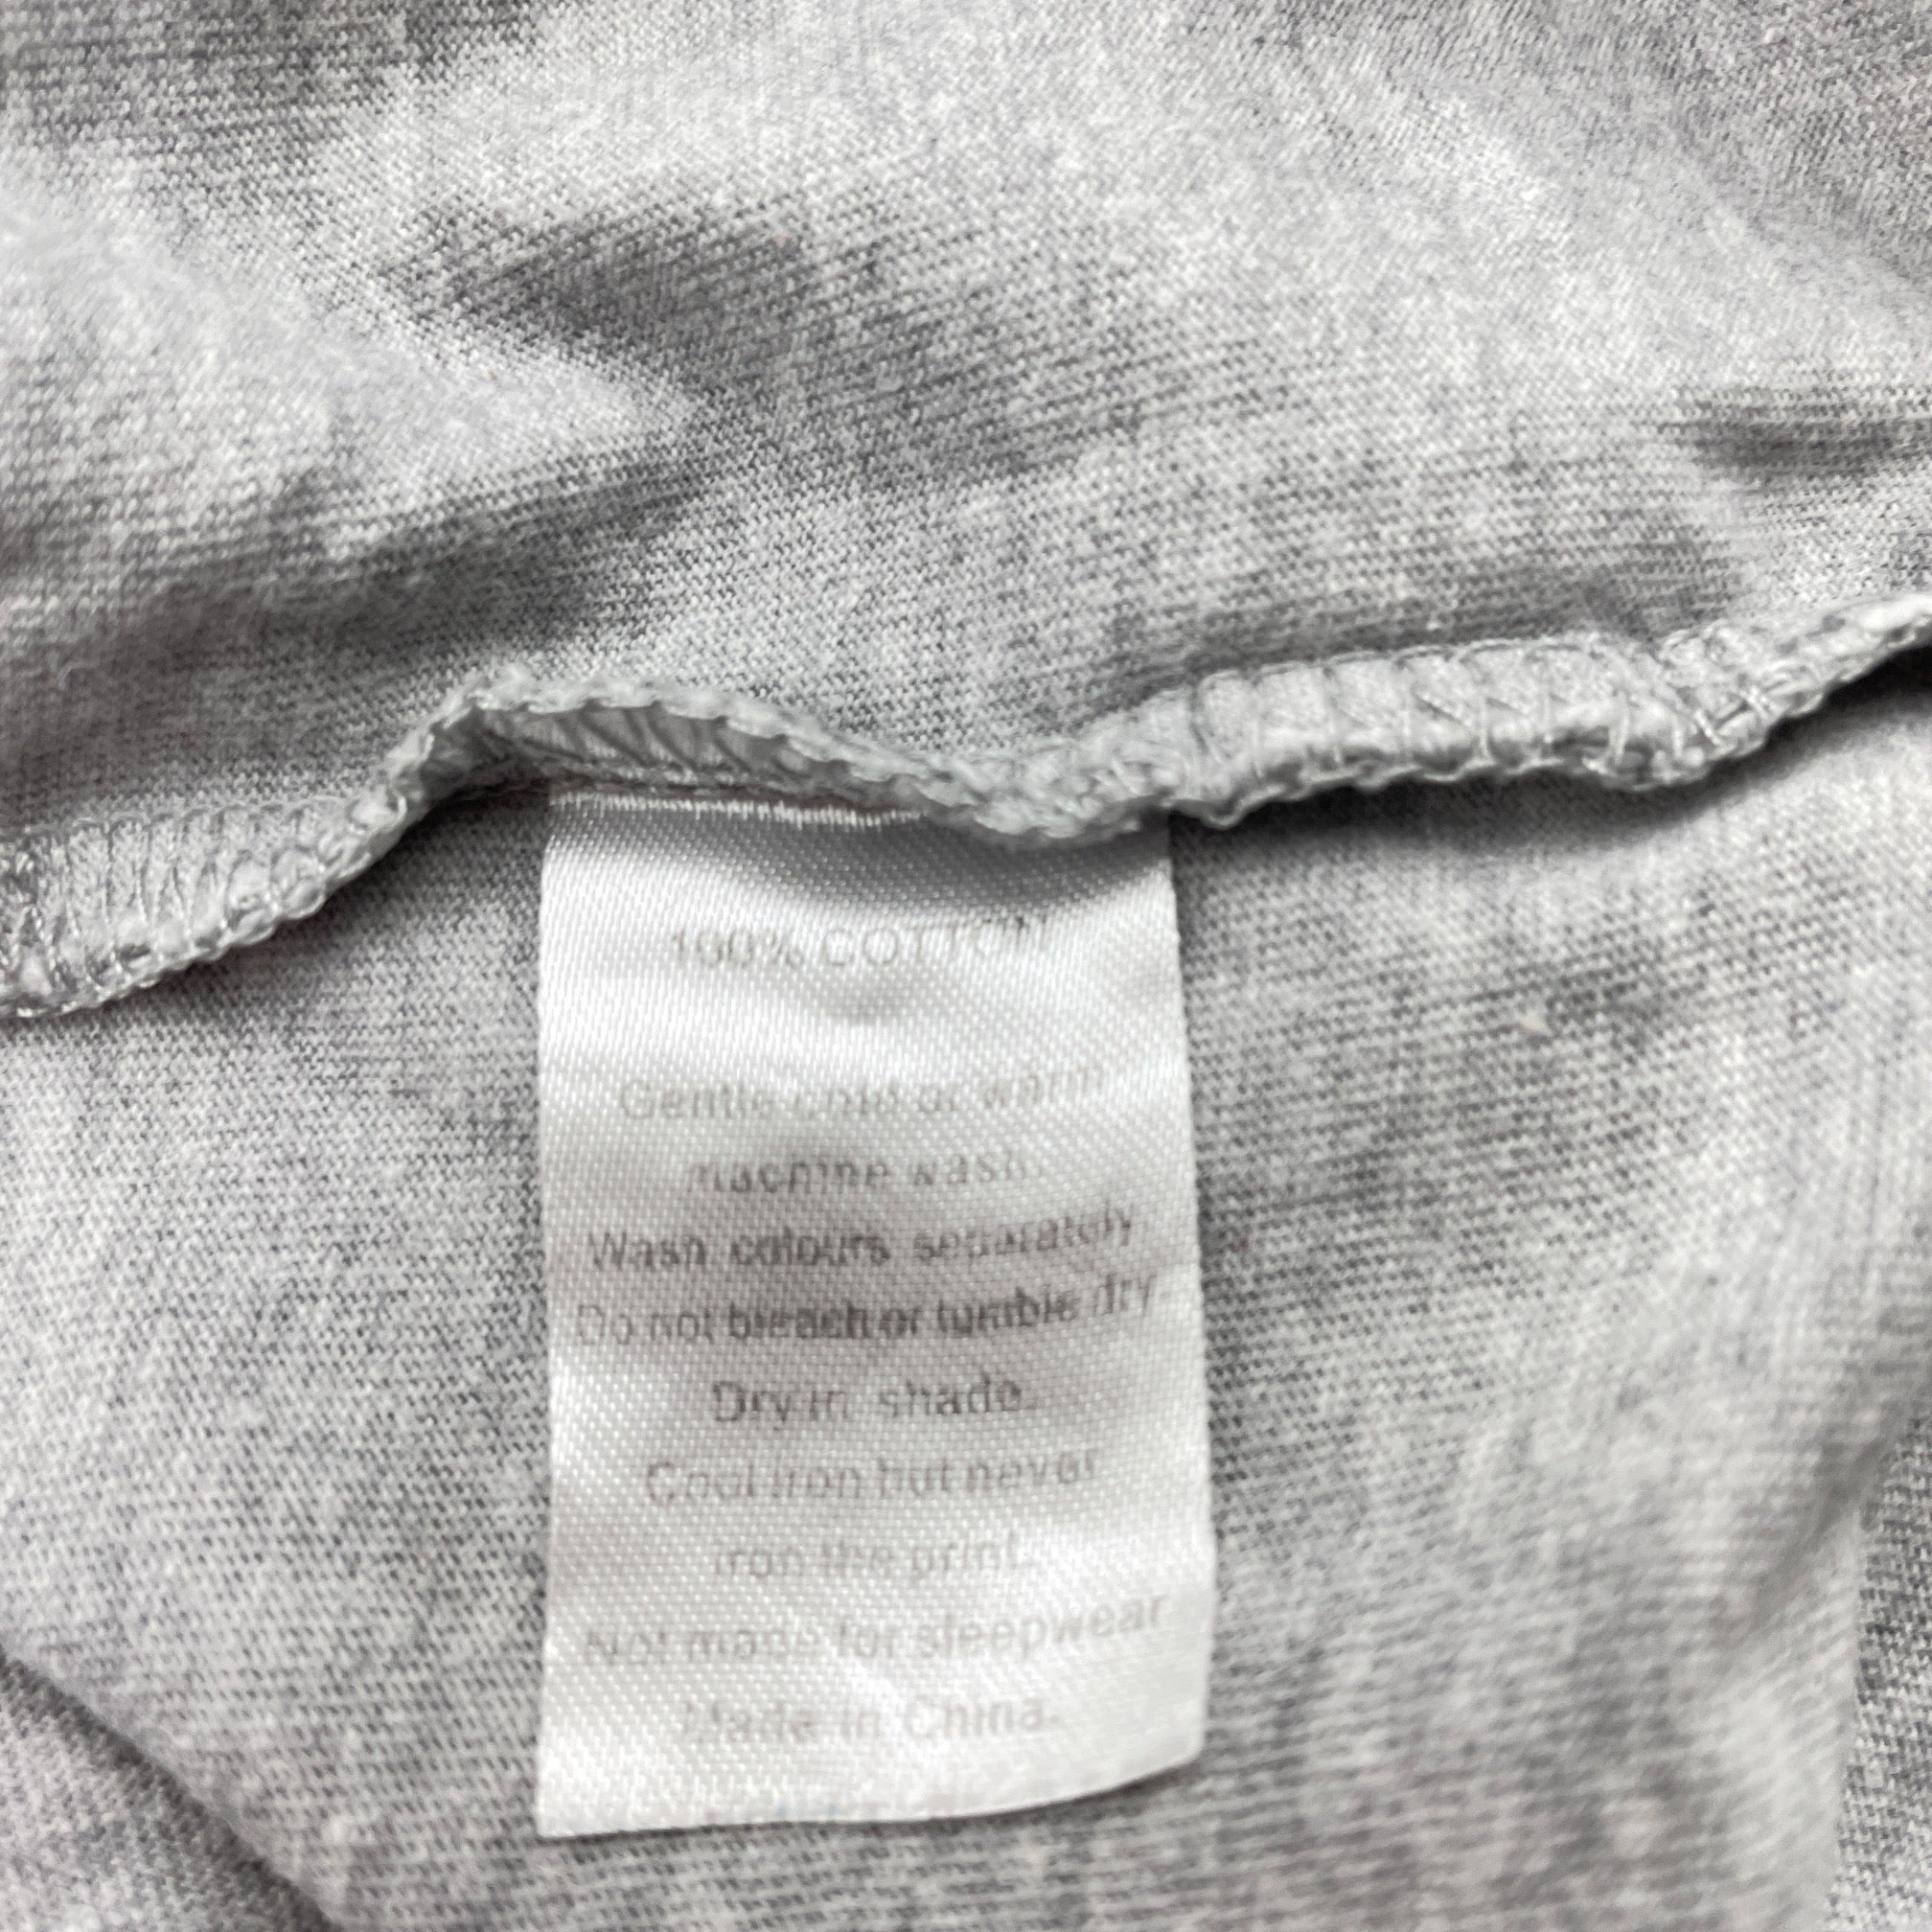 100% COTTON
Gentle cold or warm
machine wash.
Wash colours separately
Do not bleach or tumble dry
Dry in shade.
Cool iron but never
iron the print.
Not made for sleepwear
Made in China.